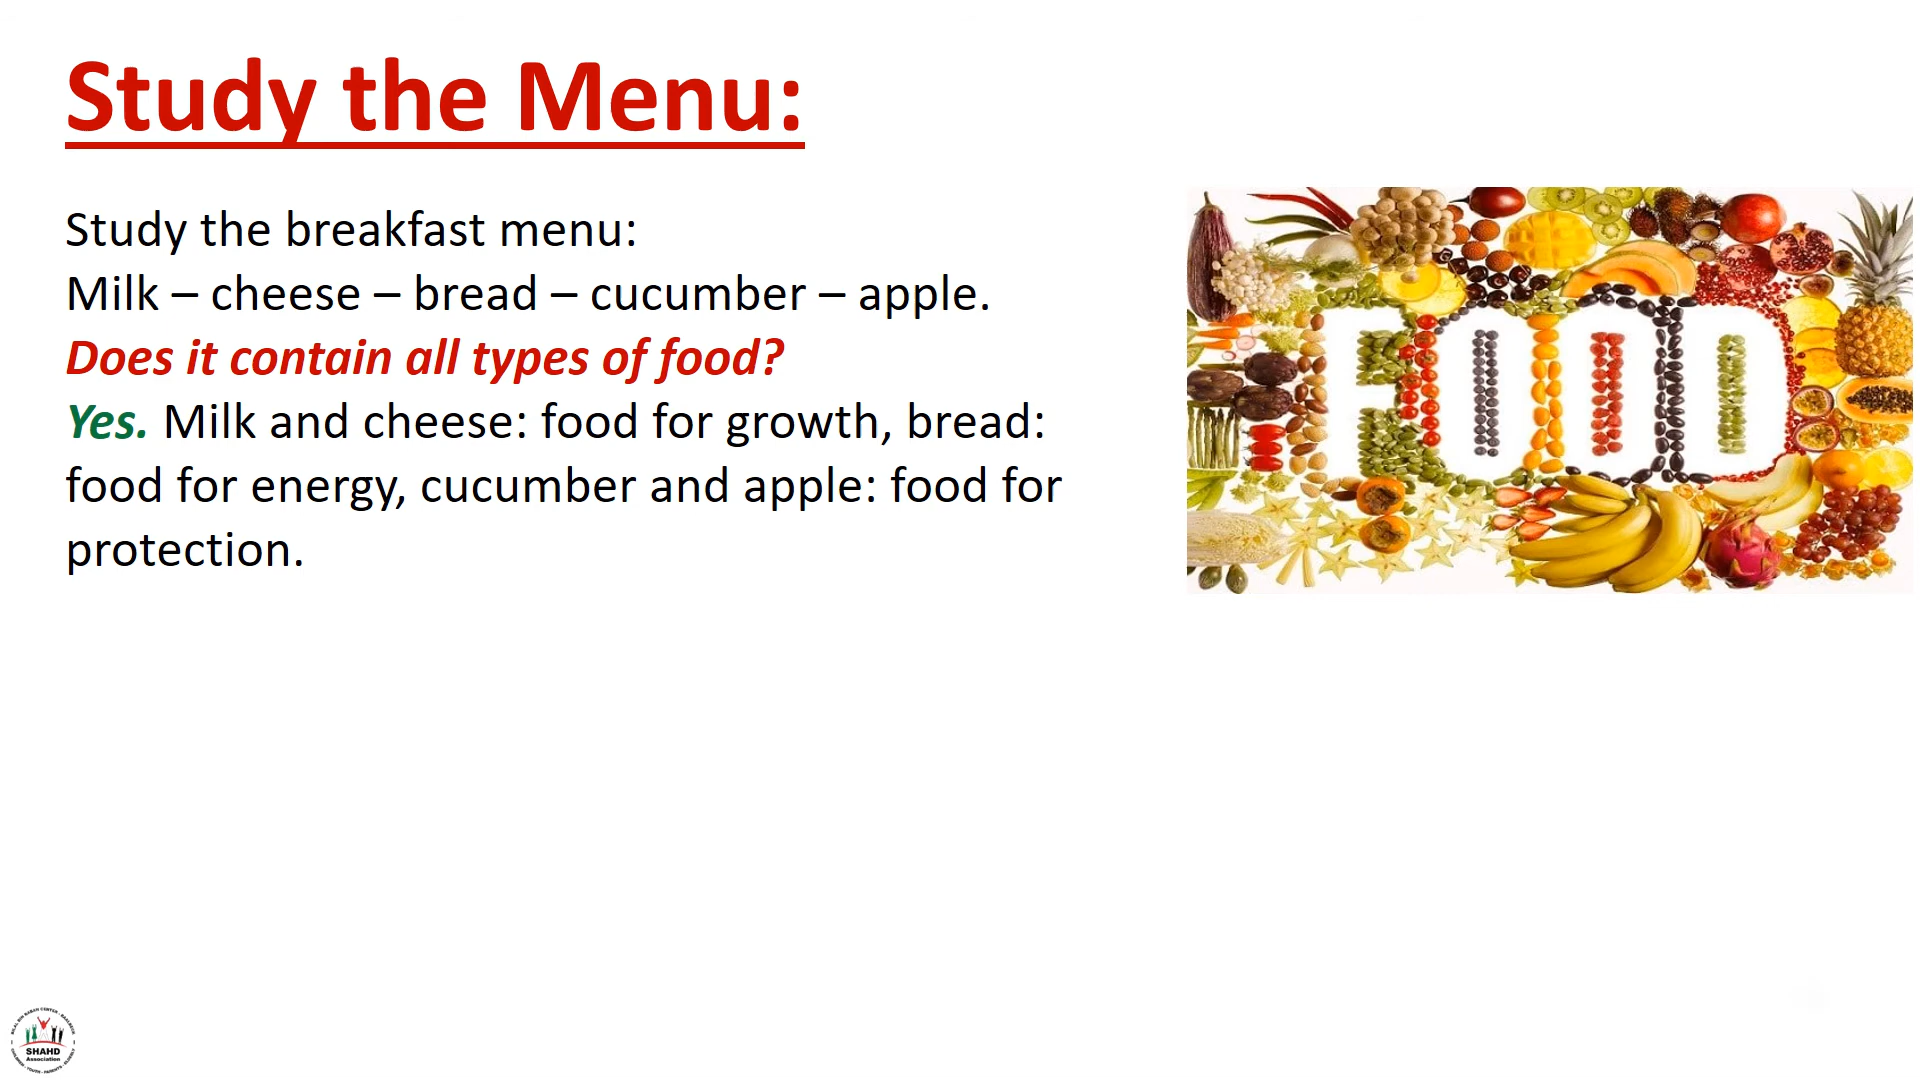 Study the Menu:
Study the breakfast menu:
Milk – cheese – bread – cucumber – apple.
Does it contain all types of food?
Yes. Milk and cheese: food for growth, bread:
food for energy, cucumber and apple: food for
protection.
FOOD
SHAHD
Association